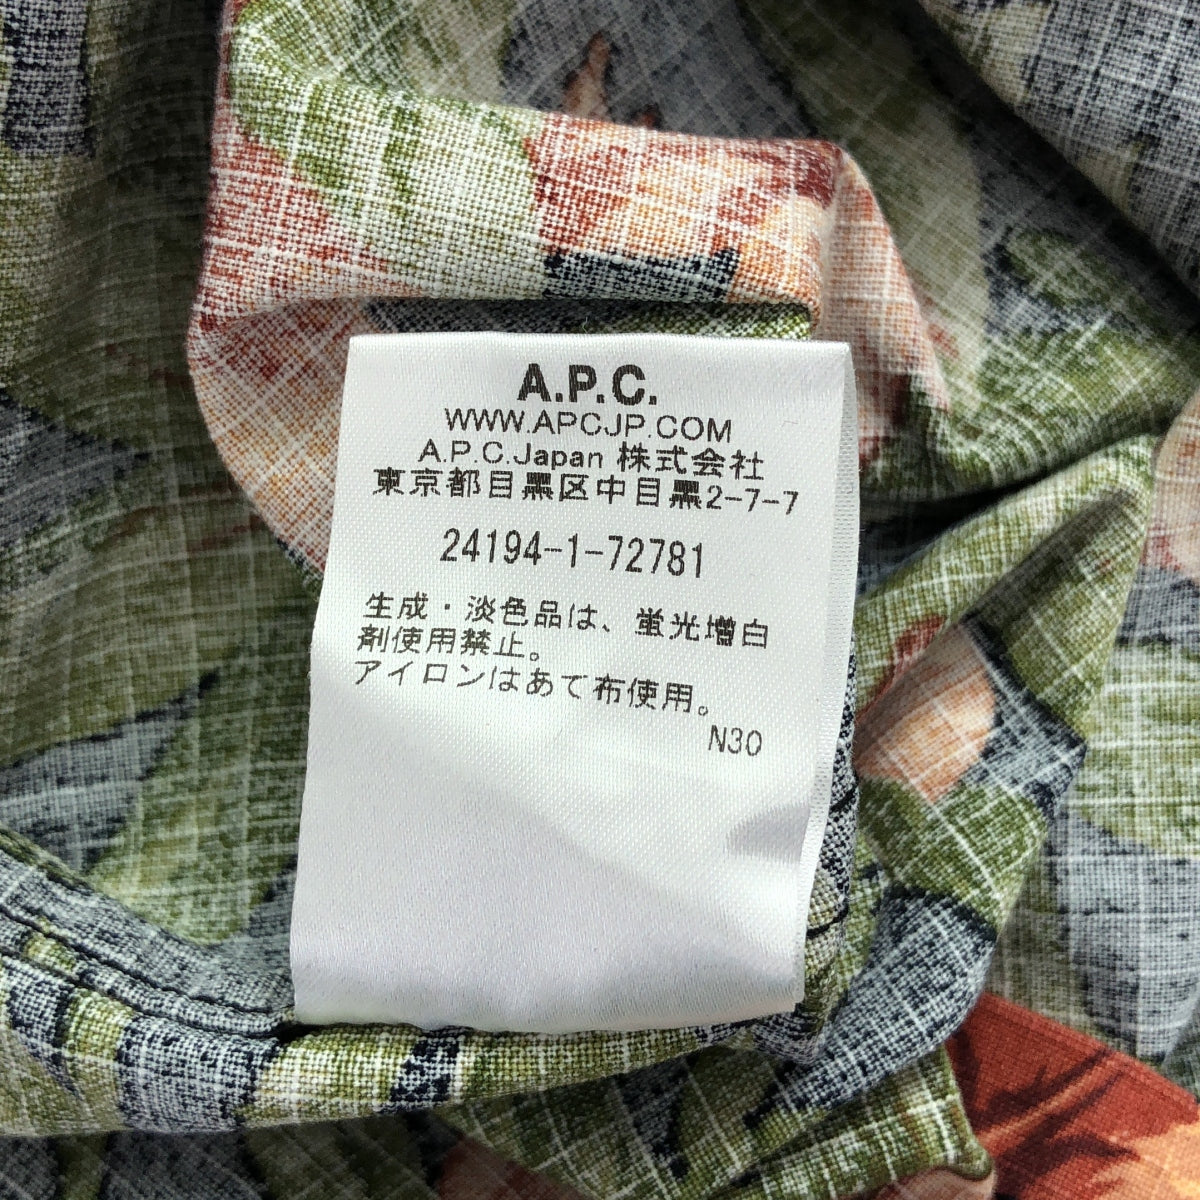 A.P.C.
WWW.APCJP.COM
A.P.C.Japan 株式会社
東京都目黒区中目黒2-7-7
24194-1-72781
生成・淡色品は、蛍光増白
剤使用禁止。
アイロンはあて布使用。
N30